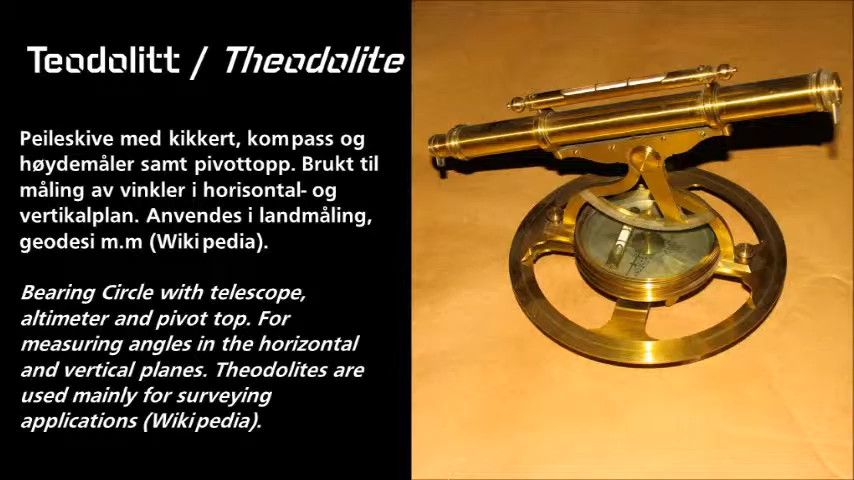 Teodolitt / Theodolite
Peileskive med kikkert, kompass og
høydemåler samt pivottopp. Brukt til
måling av vinkler i horisontal- og
vertikalplan. Anvendes i landmåling,
geodesi m.m (Wikipedia).
Bearing Circle with telescope,
altimeter and pivot top. For
measuring angles in the horizontal
and vertical planes. Theodolites are
used mainly for surveying
applications (Wikipedia).